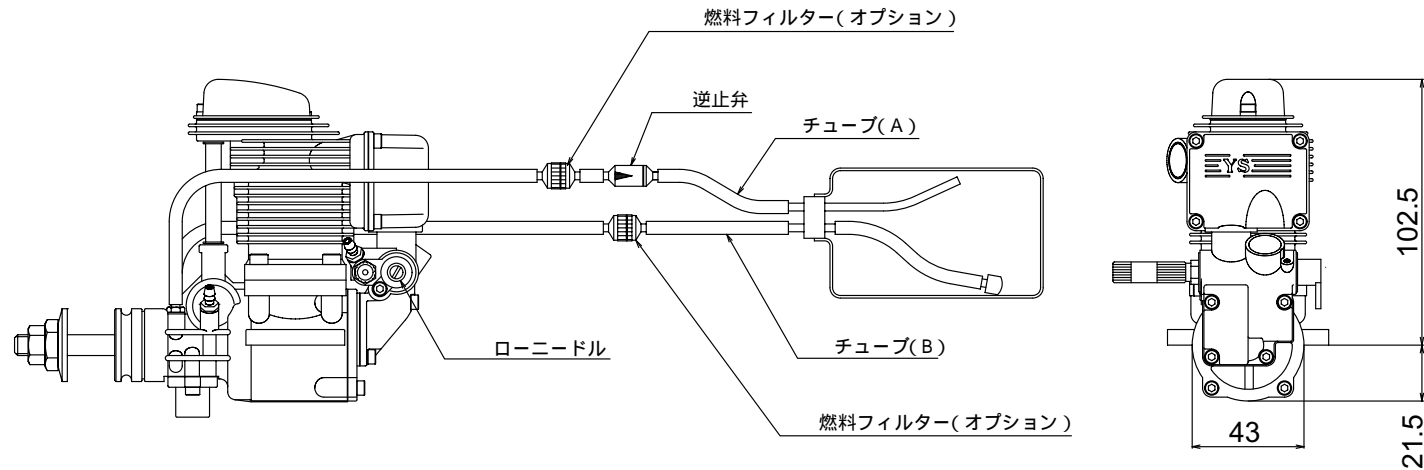 燃料フィルター(オプション)
逆止弁
チューブ(A)
YS
102.5
ローニードル
チューブ(B)
燃料フィルター(オプション)
43
21.5